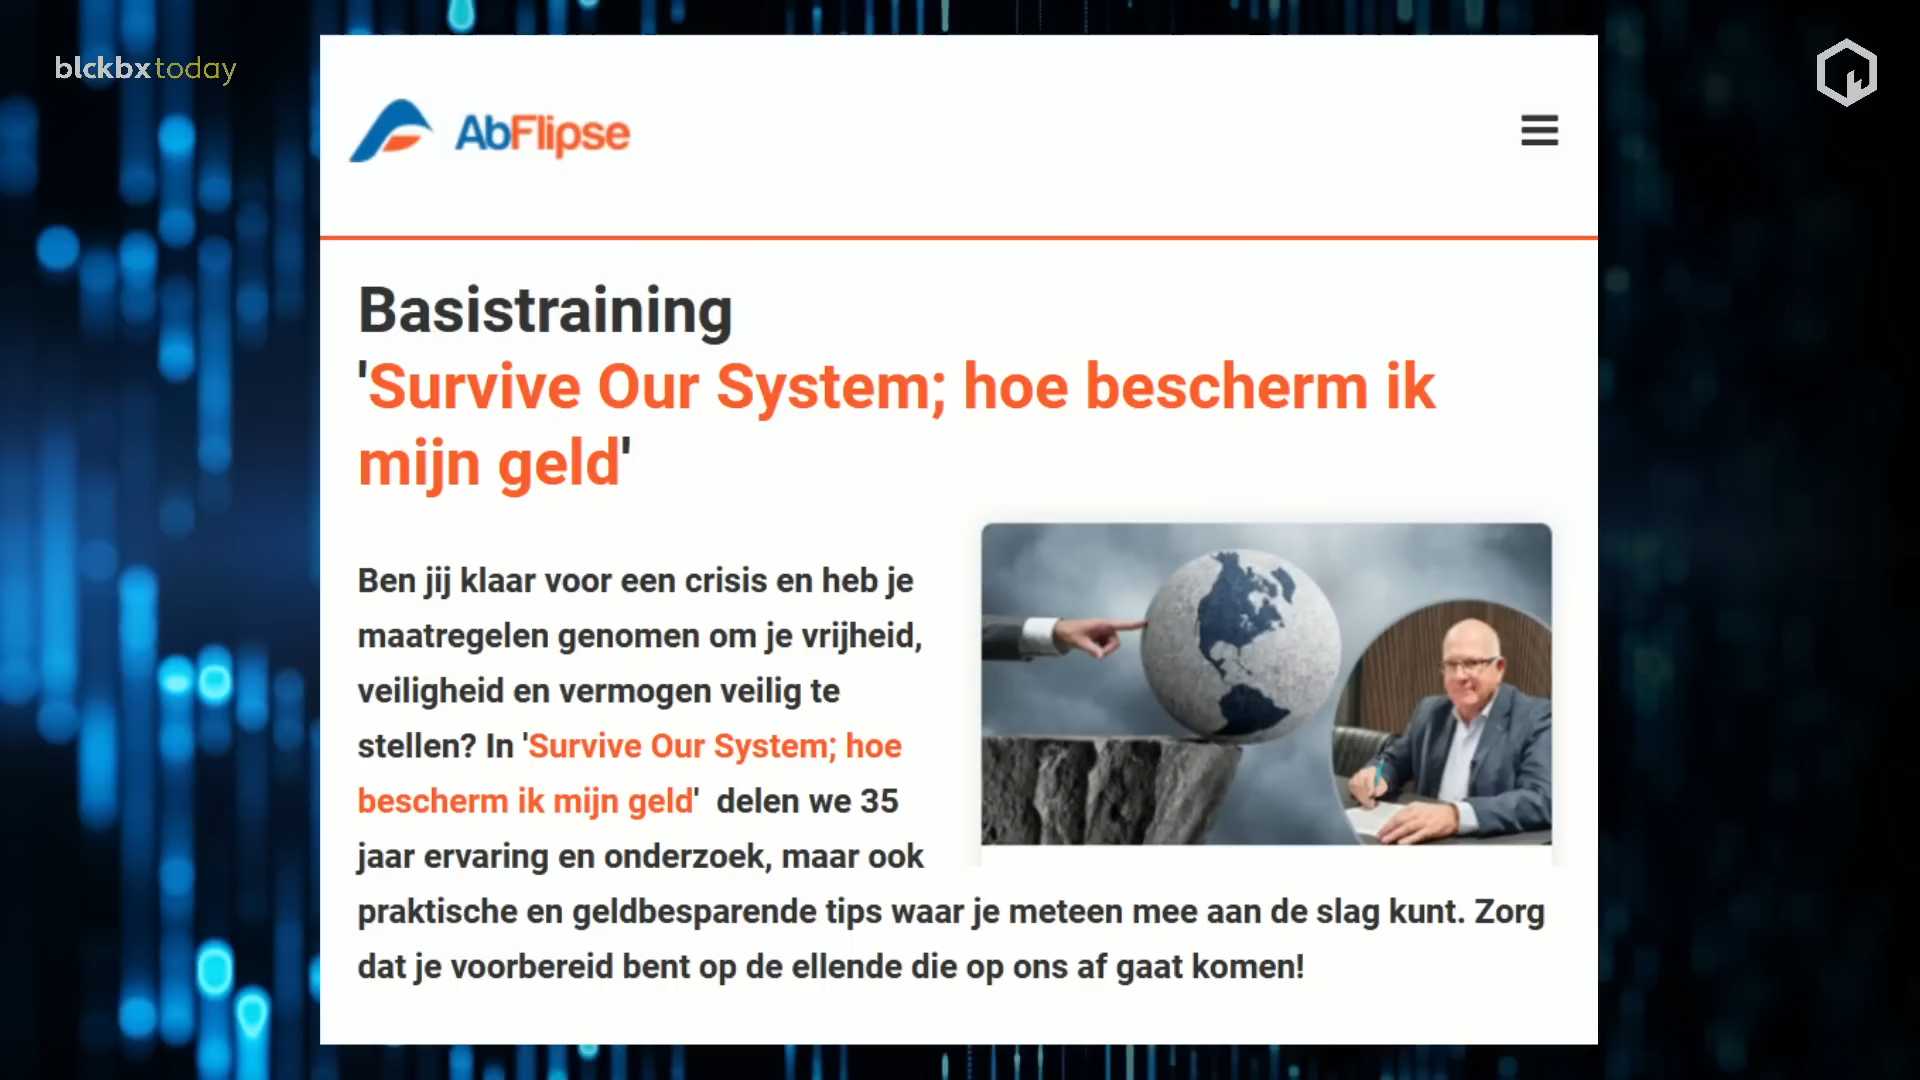 blckbxtoday
AbFlipse
Basistraining
'Survive Our System; hoe bescherm ik
mijn geld'
Ben jij klaar voor een crisis en heb je
maatregelen genomen om je vrijheid,
veiligheid en vermogen veilig te
stellen? In 'Survive Our System; hoe
bescherm ik mijn geld' delen we 35
jaar ervaring en onderzoek, maar ook
praktische en geldbesparende tips waar je meteen mee aan de slag kunt. Zorg
dat je voorbereid bent op de ellende die op ons af gaat komen!